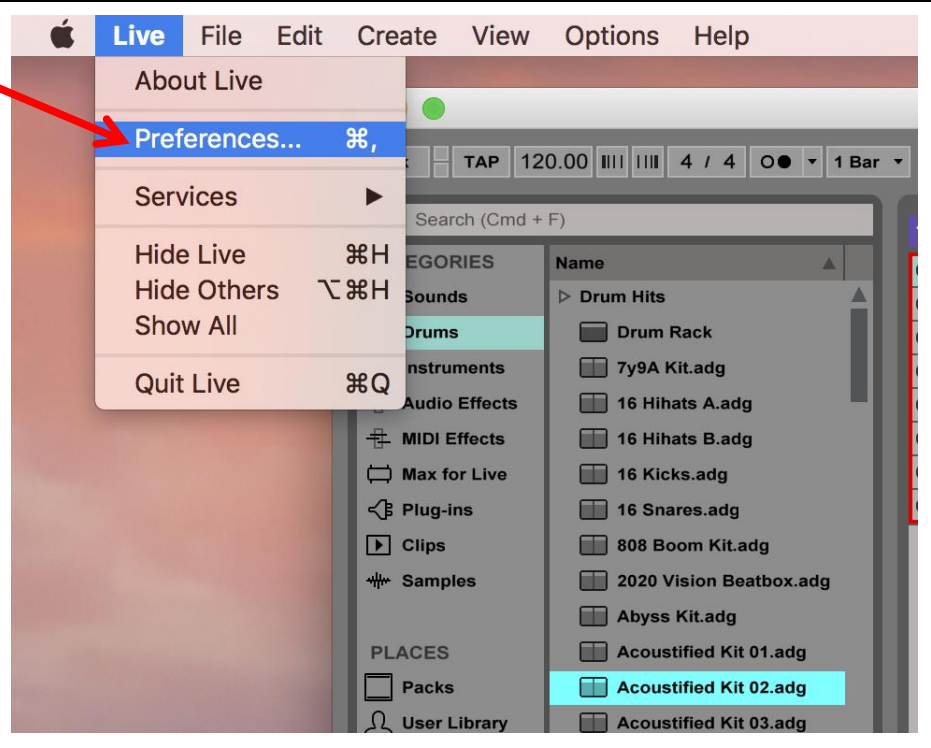 Live File Edit Create View Options Help
About Live
Preferences... ⌘,
Services ▶
Hide Live ⌘H
Hide Others ⌥⌘H
Show All
Quit Live ⌘Q
TAP 120.00 4 / 4 1 Bar
Search (Cmd + F)
EGORIES
Sounds
Drums
nstruments
Audio Effects
MIDI Effects
Max for Live
Plug-ins
Clips
Samples
PLACES
Packs
User Library
Name
Drum Hits
Drum Rack
7y9A Kit.adg
16 Hihats A.adg
16 Hihats B.adg
16 Kicks.adg
16 Snares.adg
808 Boom Kit.adg
2020 Vision Beatbox.adg
Abyss Kit.adg
Acoustified Kit 01.adg
Acoustified Kit 02.adg
Acoustified Kit 03.adg